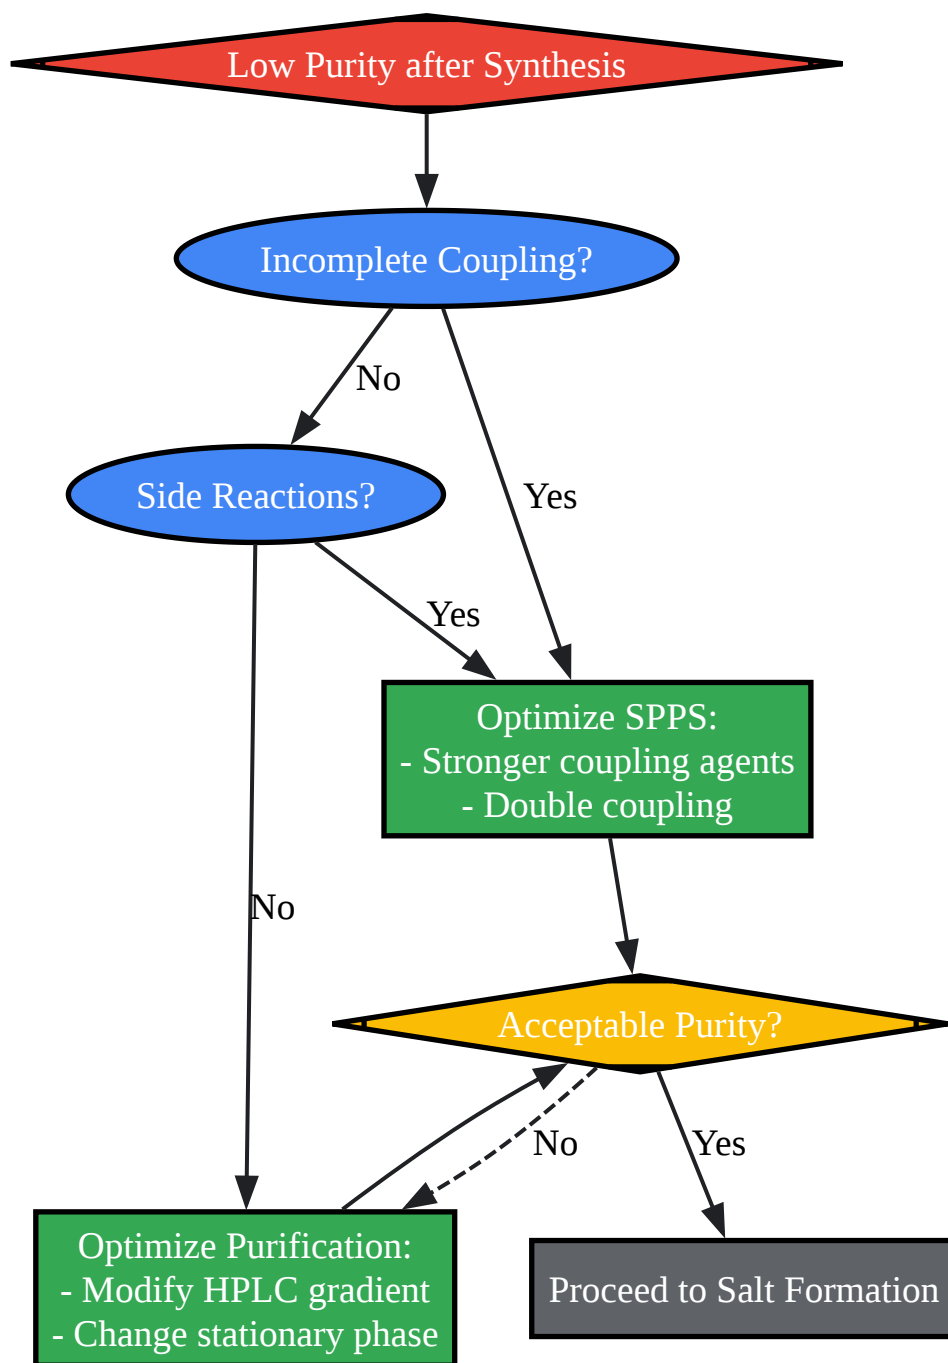 Low Purity after Synthesis
Incomplete Coupling?
No
Side Reactions?
Yes
Yes
Optimize SPPS:
- Stronger coupling agents
- Double coupling
No
Acceptable Purity?
No
Yes
Optimize Purification:
- Modify HPLC gradient
- Change stationary phase
Proceed to Salt Formation